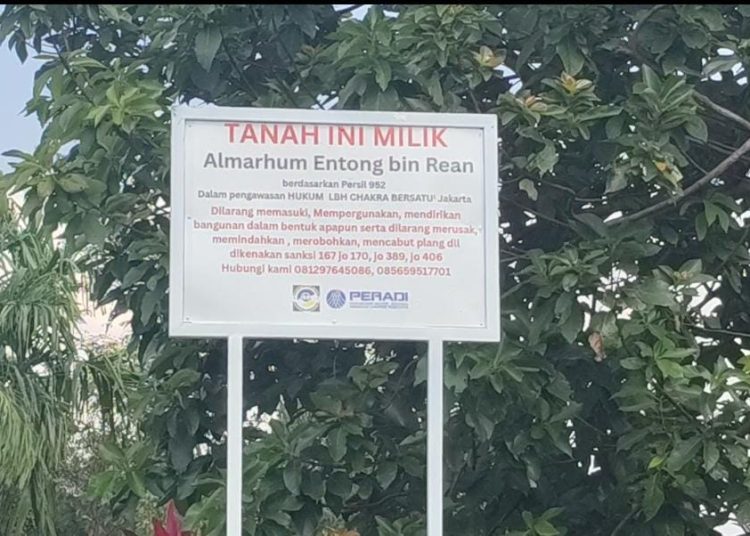 TANAH INI MILIK
Almarhum Entong bin Rean
berdasarkan Persil 952
Dalam pengawasan HUKUM LBH CHAKRA BERSATU\ Jakarta
Dilarang memasuki, Mempergunakan, mendirikan
bangunan dalam bentuk apapun serta dilarang merusak,
memindahkan , merobohkan, mencabut plang dll
dikenakan sanksi 167 jo 170, jo 389, jo 406
Hubungi kami 081297645086, 085659517701
PERADI